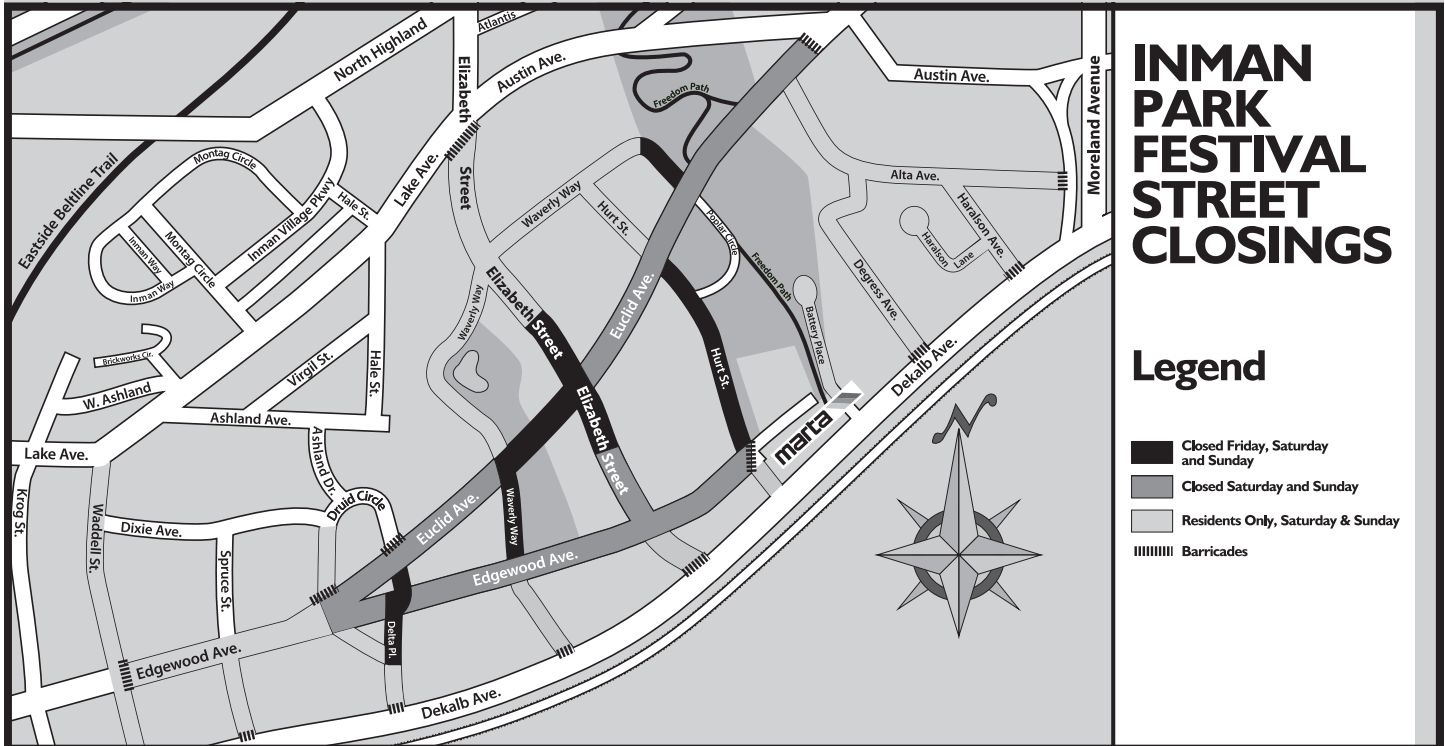 INMAN
PARK
FESTIVAL
STREET
CLOSINGS
Legend
Closed Friday, Saturday
and Sunday
Closed Saturday and Sunday
Residents Only, Saturday & Sunday
Barricades
N
Atlantis
North Highland
Elizabeth
Street
Austin Ave.
Austin Ave.
Moreland Avenue
Freedom Path
Eastside Beltline Trail
Montag Circle
Lake Ave.
Hale St.
Inman Village Pkwy
Montag Circle
Inman Way
Inman Way
Alta Ave.
Haralson Ave.
Haralson
Lane
Waverly Way
Hurt St.
Poplar Circle
Freedom Path
Degress Ave.
Battery Place
Euclid Ave.
Elizabeth
Street
Waverly Way
Brickworks Cir.
Virgil St.
Hale St.
W. Ashland
Ashland Ave.
Hurt St.
Dekalb Ave.
marta
Elizabeth Street
Lake Ave.
Krog St.
Waddell St.
Ashland Dr.
Druid Circle
Dixie Ave.
Spruce St.
Euclid Ave.
Waverly Way
Edgewood Ave.
Delta Pl.
Edgewood Ave.
Dekalb Ave.